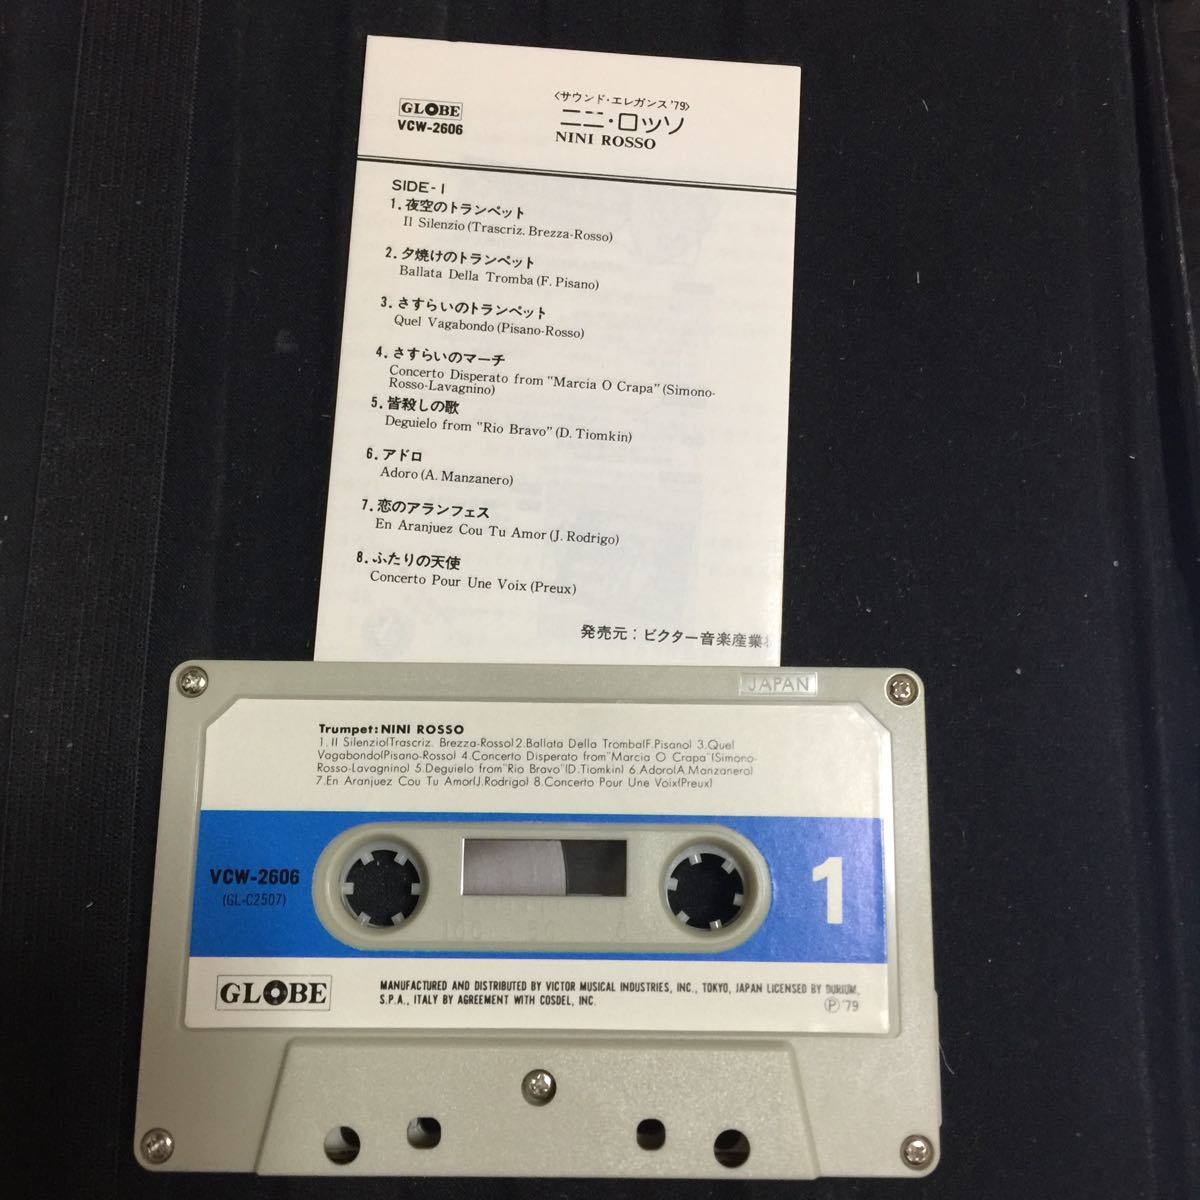 GLOBE
VCW-2606
〈サウンド・エレガンス'79〉
ニニ・ロッソ
NINI ROSSO
SIDE-1
1. 夜空のトランペット
Il Silenzio (Trascriz. Brezza-Rosso)
2. 夕焼けのトランペット
Ballata Della Tromba (F. Pisano)
3. さすらいのトランペット
Quel Vagabondo (Pisano-Rosso)
4. さすらいのマーチ
Concerto Disperato from "Marcia O Crapa" (Simono-
Rosso-Lavagnino)
5. 皆殺しの歌
Deguielo from "Rio Bravo" (D. Tiomkin)
6. アドロ
Adoro (A. Manzanero)
7. 恋のアランフェス
En Aranjuez Cou Tu Amor (J. Rodrigo)
8. ふたりの天使
Concerto Pour Une Voix (Preux)
発売元：ビクター音楽産業
JAPAN
Trumpet: NINI ROSSO
1. Il Silenzio(Trascriz. Brezza-Rosso) 2. Ballata Della Tromba(F. Pisano) 3. Quel
Vagabondo(Pisano-Rosso) 4. Concerto Disperato from "Marcia O Crapa"(Simono-
Rosso-Lavagnino) 5. Deguielo from "Rio Bravo"(D. Tiomkin) 6. Adoro(A. Manzanero)
7. En Aranjuez Cou Tu Amor(J. Rodrigo) 8. Concerto Pour Une Voix(Preux)
VCW-2606
(GL-C2507)
100 50 0
1
GLOBE
MANUFACTURED AND DISTRIBUTED BY VICTOR MUSICAL INDUSTRIES, INC., TOKYO, JAPAN LICENSED BY DURIUM,
S.P.A., ITALY BY AGREEMENT WITH COSDEL, INC.
Ⓟ '79